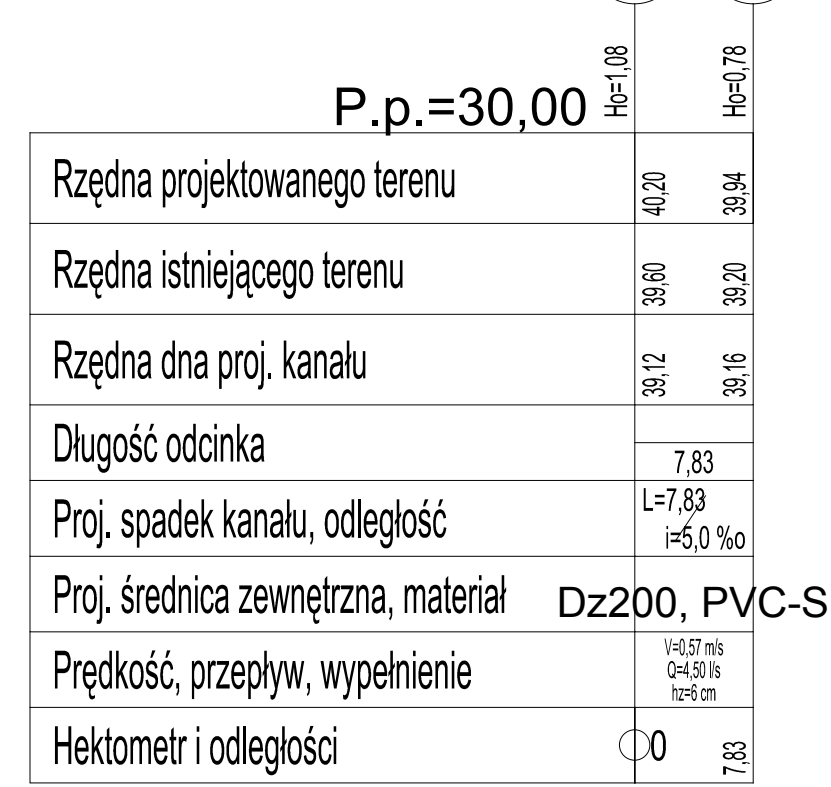 Ho=1,08
Ho=0,78
P.p.=30,00
Rzędna projektowanego terenu
40,20
39,94
Rzędna istniejącego terenu
39,60
39,20
Rzędna dna proj. kanału
39,12
39,16
Długość odcinka
7,83
Proj. spadek kanału, odległość
L=7,83
i=5,0 %o
Proj. średnica zewnętrzna, materiał
Dz200, PVC-S
Prędkość, przepływ, wypełnienie
V=0,57 m/s
Q=4,50 l/s
hz=6 cm
Hektometr i odległości
0
7,83